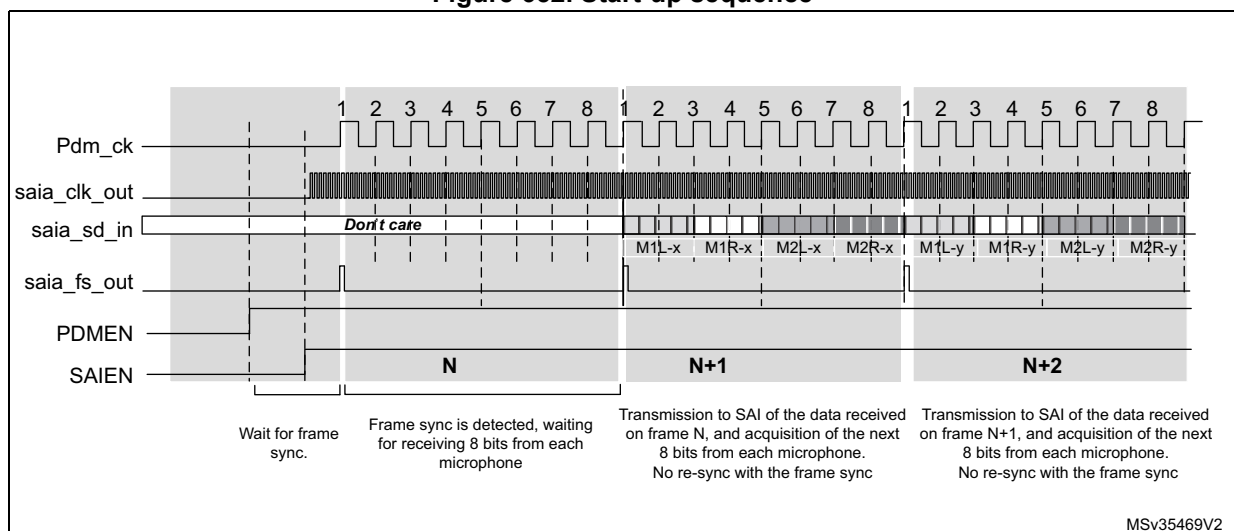 1 2 3 4 5 6 7 8 1 2 3 4 5 6 7 8 1 2 3 4 5 6 7 8
Pdm_ck
saia_clk_out
saia_sd_in
Don't care
M1L-x M1R-x M2L-x M2R-x M1L-y M1R-y M2L-y M2R-y
saia_fs_out
PDMEN
SAIEN
N N+1 N+2
Wait for frame
sync.
Frame sync is detected, waiting
for receiving 8 bits from each
microphone
Transmission to SAI of the data received
on frame N, and acquisition of the next
8 bits from each microphone.
No re-sync with the frame sync
Transmission to SAI of the data received
on frame N+1, and acquisition of the next
8 bits from each microphone.
No re-sync with the frame sync
MSv35469V2